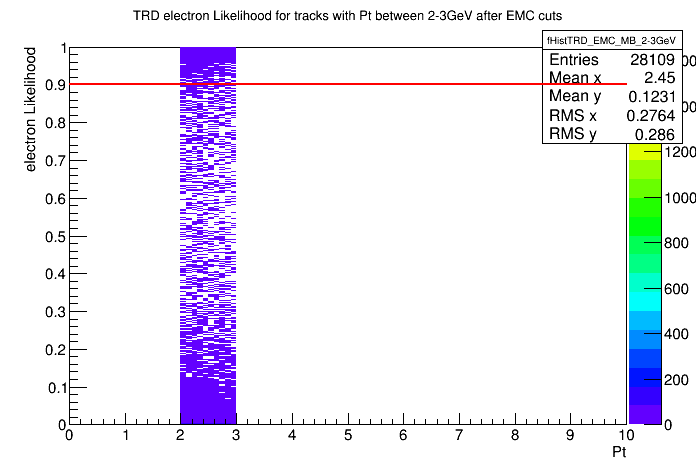 TRD electron Likelihood for tracks with Pt between 2-3GeV after EMC cuts
fHistTRD_EMC_MB_2-3GeV
Entries 28109
Mean x 2.45
Mean y 0.1231
RMS x 0.2764
RMS y 0.286
electron Likelihood
1
0.9
0.8
0.7
0.6
0.5
0.4
0.3
0.2
0.1
0
0 1 2 3 4 5 6 7 8 9 10
Pt
1200
1000
800
600
400
200
0